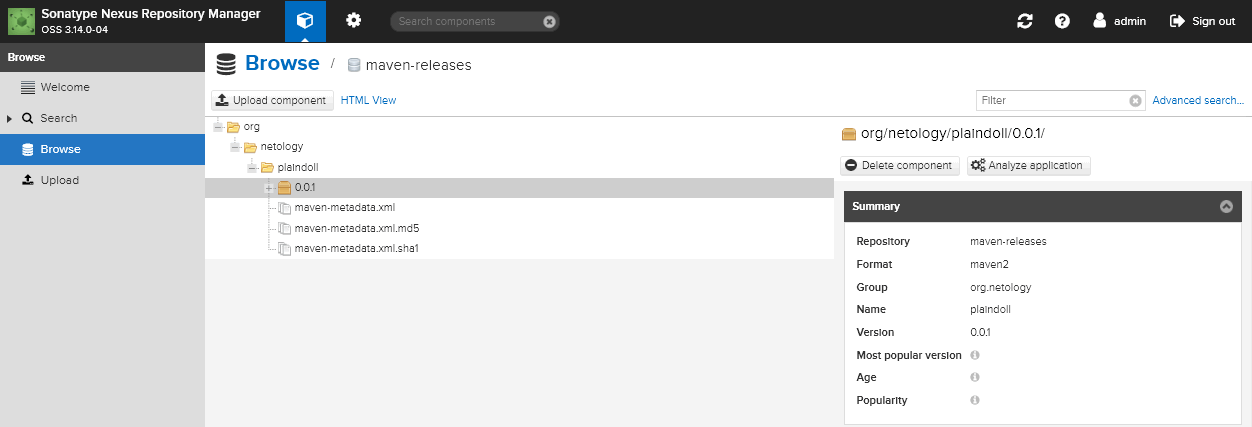 Sonatype Nexus Repository Manager
OSS 3.14.0-04
Search components
admin
Sign out
Browse
Welcome
Search
Browse
Upload
Browse / maven-releases
Upload component
HTML View
Filter
Advanced search...
org
netology
plaindoll
0.0.1
maven-metadata.xml
maven-metadata.xml.md5
maven-metadata.xml.sha1
org/netology/plaindoll/0.0.1/
Delete component
Analyze application
Summary
Repository maven-releases
Format maven2
Group org.netology
Name plaindoll
Version 0.0.1
Most popular version
Age
Popularity